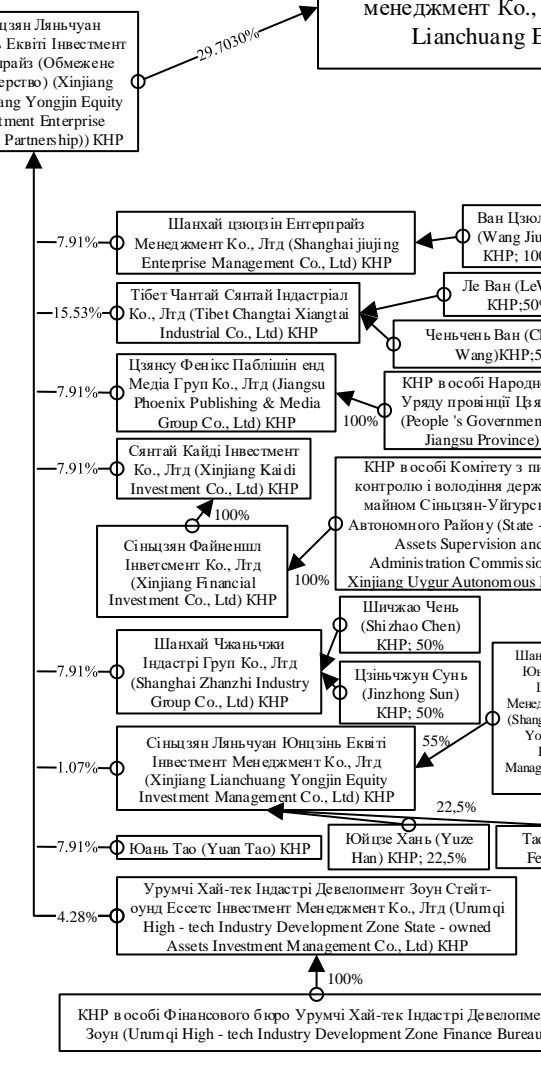 менеджмент Ко.,
Lianchuang E
цзян Ляньчуан
ь Еквіті Інвестмент
прайз (Обмежене
ерство) (Xinjiang
ang Yongjin Equity
tment Enterprise
Partnership)) КНР
29.7030%
7.91%
Шанхай цзюцзін Ентерпрайз
Менеджмент Ко., Лтд (Shanghai jiujing
Enterprise Management Co., Ltd) КНР
Ван Цзюл
(Wang Jiu
КНР; 100
15.53%
Тібет Чантай Сянтай Індастріал
Ко., Лтд (Tibet Changtai Xiangtai
Industrial Co., Ltd) КНР
Ле Ван (LeW
КНР;50%
Ченьчень Ван (Ch
Wang)КНР;5
7.91%
Цзянсу Фенікс Паблішін енд
Медіа Груп Ко., Лтд (Jiangsu
Phoenix Publishing & Media
Group Co., Ltd) КНР
100%
КНР в особі Народно
Уряду провінції Цзя
(People 's Governmen
Jiangsu Province)
7.91%
Сянтай Кайді Інвестмент
Ко., Лтд (Xinjiang Kaidi
Investment Co., Ltd) КНР
100%
Сіньцзян Файненшл
Інветсмент Ко., Лтд
(Xinjiang Financial
Investment Co., Ltd) КНР
100%
КНР в особі Комітету з пи
контролю і володіння держ
майном Сіньцзян-Уйгурсь
Автономного Району (State -
Assets Supervision and
Administration Commissio
Xinjiang Uygur Autonomous
7.91%
Шанхай Чжаньчжи
Індастрі Груп Ко., Лтд
(Shanghai Zhanzhi Industry
Group Co., Ltd) КНР
Шичжао Чень
(Shizhao Chen)
КНР; 50%
Цзіньчжун Сунь
(Jinzhong Sun)
КНР; 50%
1.07%
Сіньцзян Ляньчуан Юнцзінь Еквіті
Інвестмент Менеджмент Ко., Лтд
(Xinjiang Lianchuang Yongjin Equity
Investment Management Co., Ltd) КНР
55%
Шан
Юн
І
Менед
(Shang
Yo
I
Manag
22,5%
Юйцзе Хань (Yuze
Han) КНР; 22,5%
Тао
Fe
7.91%
Юань Тао (Yuan Tao) КНР
4.28%
Урумчі Хай-тек Індастрі Девелопмент Зоун Стейт-
оунд Ессетс Інвестмент Менеджмент Ко., Лтд (Urumqi
High - tech Industry Development Zone State - owned
Assets Investment Management Co., Ltd) КНР
100%
КНР в особі Фінансового бюро Урумчі Хай-тек Індастрі Девелопме
Зоун (Urumqi High - tech Industry Development Zone Finance Bureau